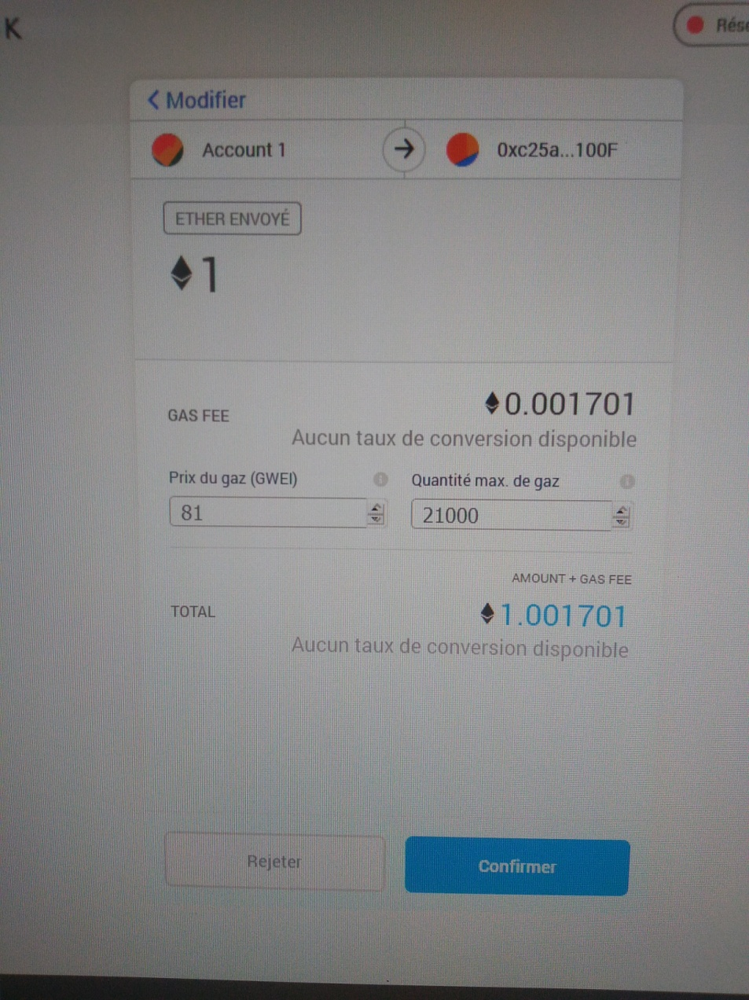 K
Modifier
Account 1
0xc25a...100F
ETHER ENVOYÉ
1
GAS FEE
0.001701
Aucun taux de conversion disponible
Prix du gaz (GWEI)
Quantité max. de gaz
81
21000
AMOUNT + GAS FEE
TOTAL
1.001701
Aucun taux de conversion disponible
Rejeter
Confirmer